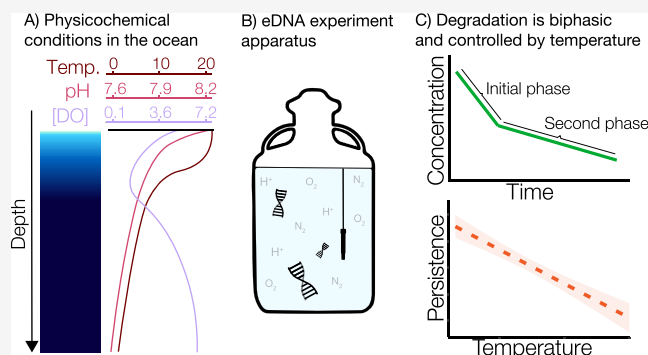 A) Physicochemical
conditions in the ocean
Temp. 0 10 20
pH 7.6 7.9 8.2
[DO] 0.1 3.6 7.2
Depth
B) eDNA experiment
apparatus
H⁺ O₂ N₂
H⁺ O₂
N₂
H⁺
O₂ N₂
C) Degradation is biphasic
and controlled by temperature
Concentration
Initial phase
Second phase
Time
Persistence
Temperature